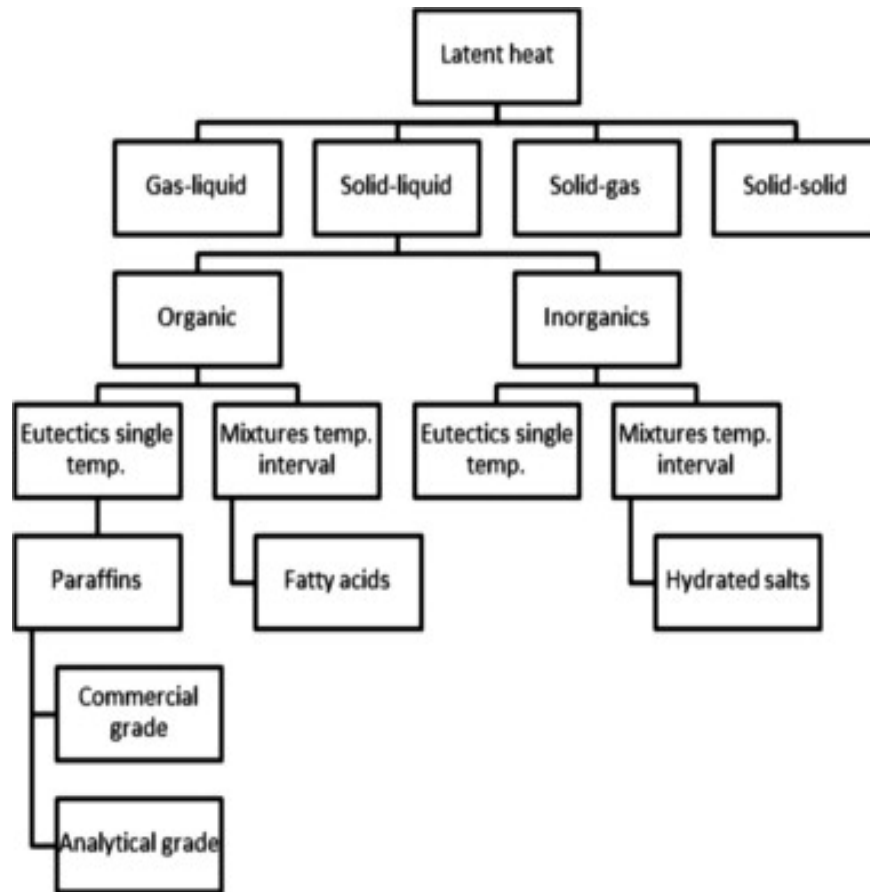 Latent heat
Gas-liquid
Solid-liquid
Solid-gas
Solid-solid
Organic
Inorganics
Eutectics single
temp.
Mixtures temp.
interval
Eutectics single
temp.
Mixtures temp.
interval
Paraffins
Fatty acids
Hydrated salts
Commercial
grade
Analytical grade